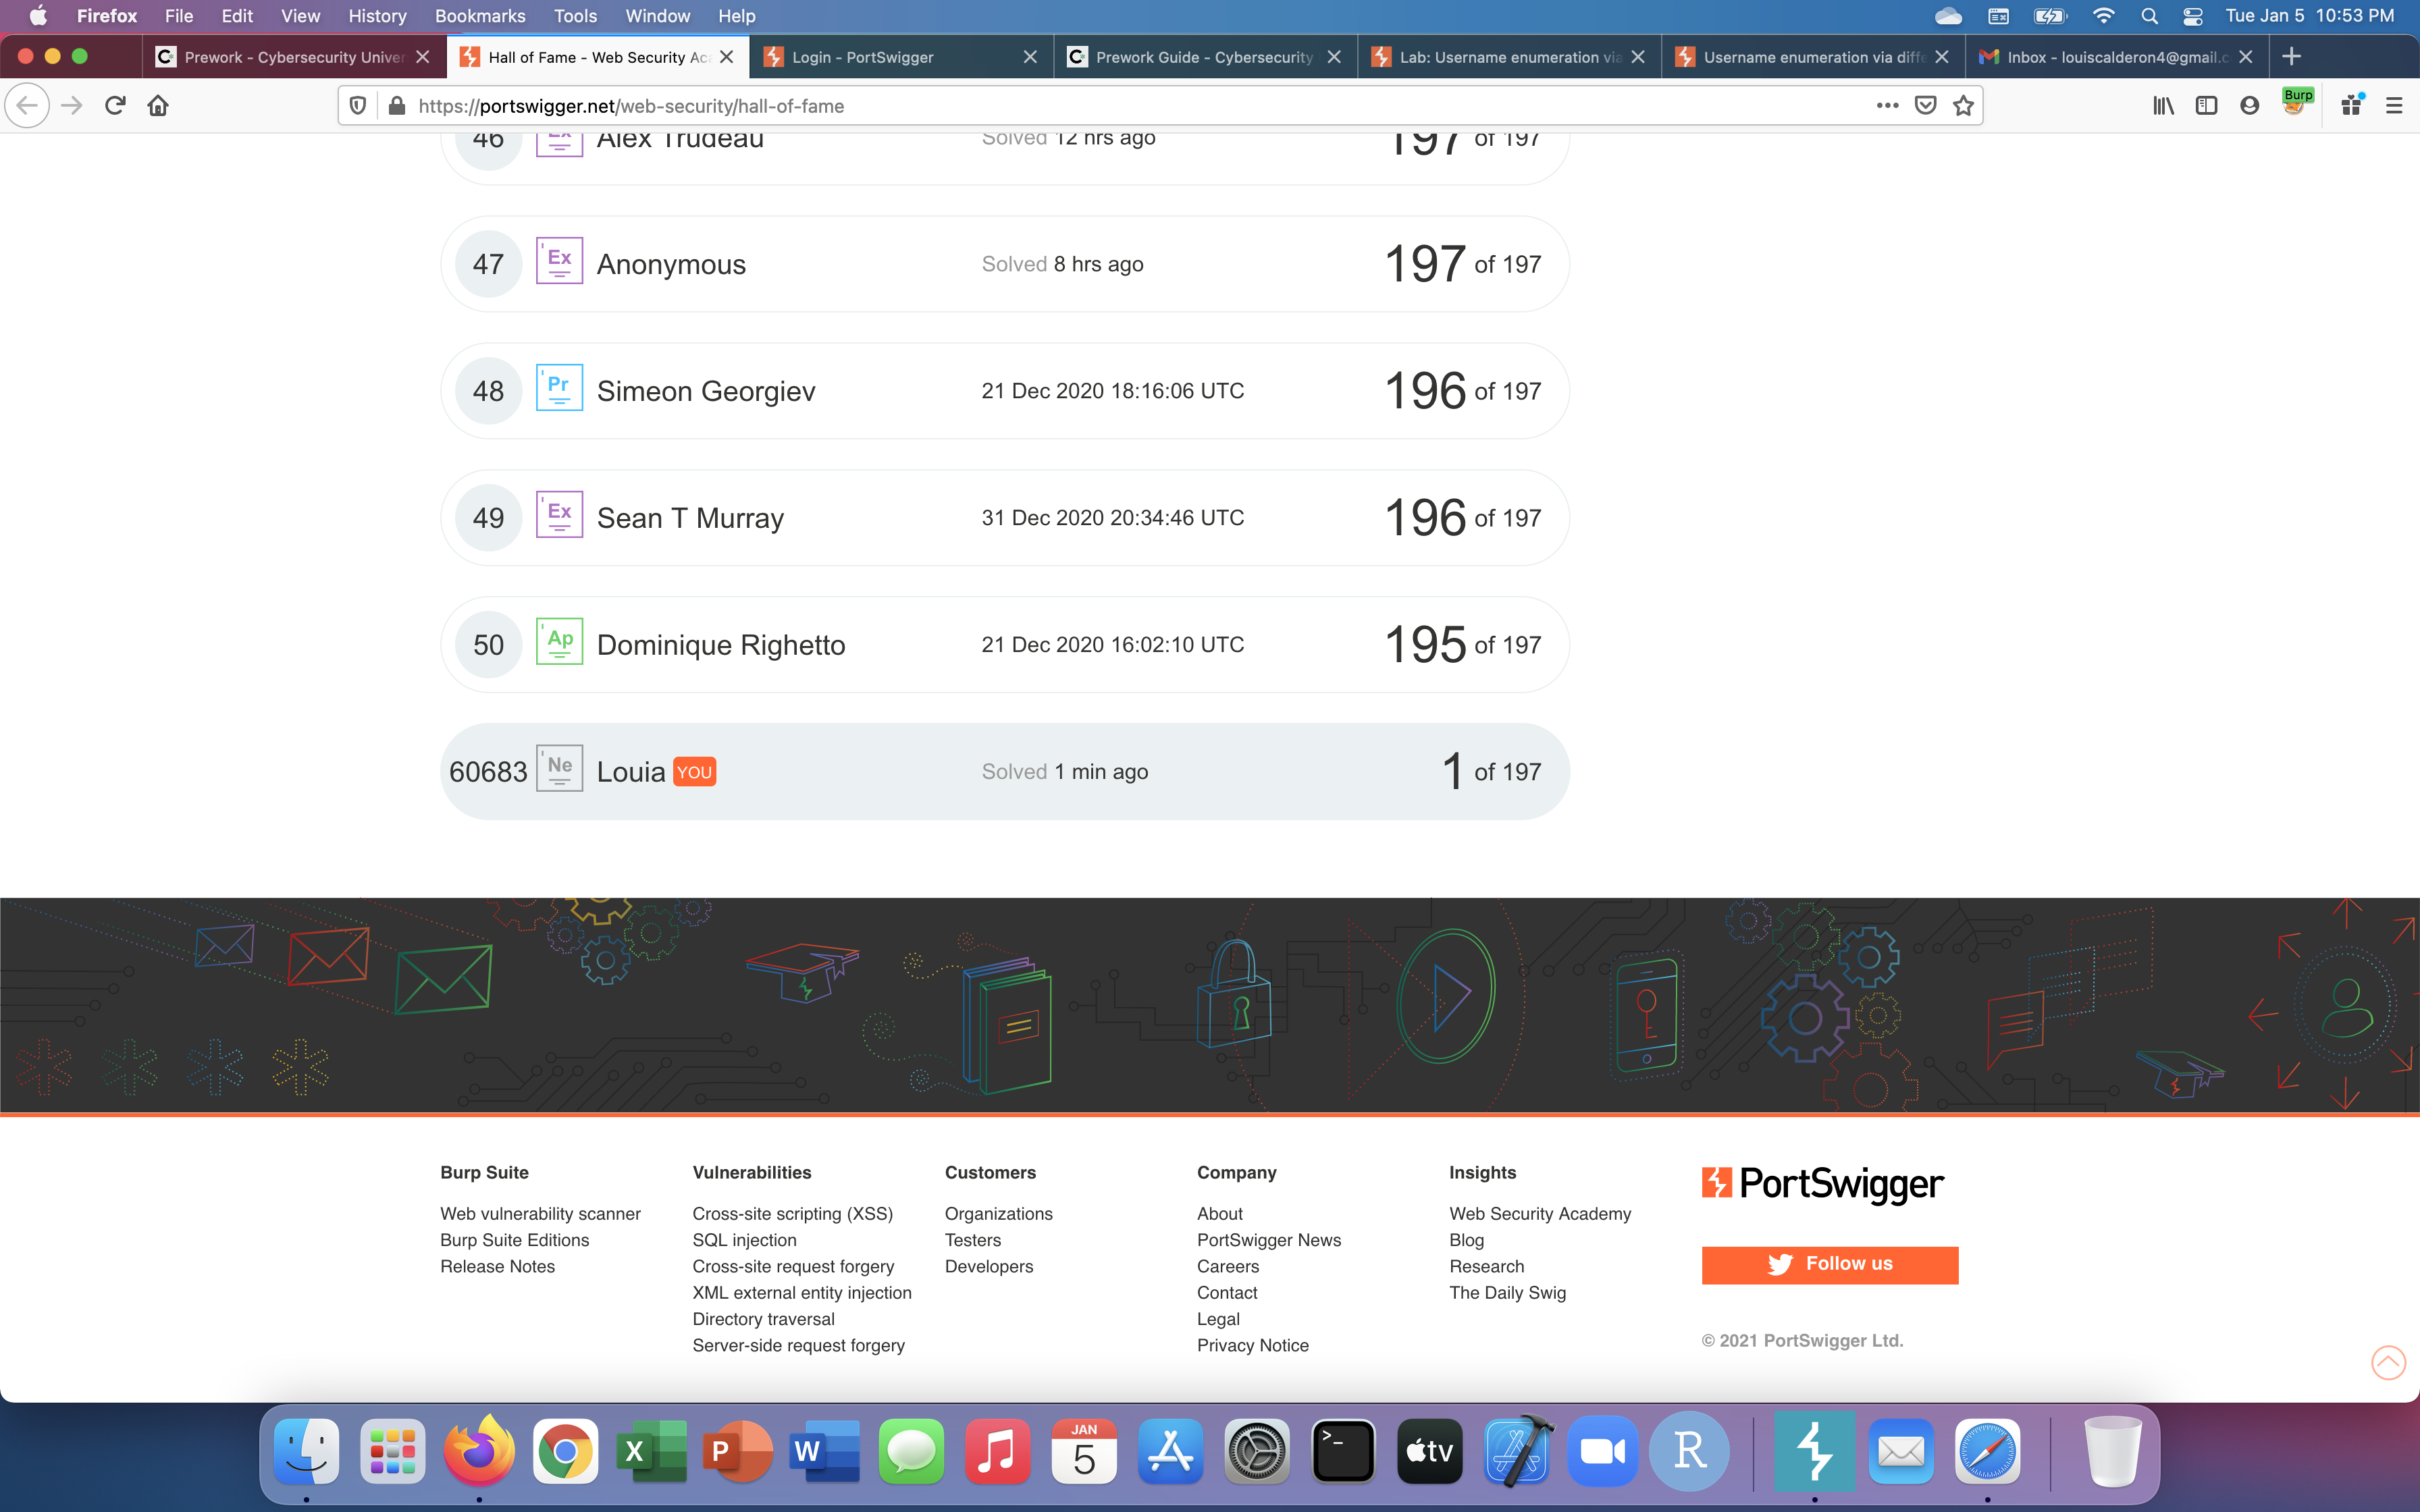 Firefox File Edit View History Bookmarks Tools Window Help Tue Jan 5 10:53 PM
Prework - Cybersecurity Univer Hall of Fame - Web Security Aca Login - PortSwigger Prework Guide - Cybersecurity Lab: Username enumeration via Username enumeration via diffe Inbox - louiscalderon4@gmail.c
https://portswigger.net/web-security/hall-of-fame Burp
46 Ex Alex Trudeau Solved 12 hrs ago 197 of 197
47 Ex Anonymous Solved 8 hrs ago 197 of 197
48 Pr Simeon Georgiev 21 Dec 2020 18:16:06 UTC 196 of 197
49 Ex Sean T Murray 31 Dec 2020 20:34:46 UTC 196 of 197
50 Ap Dominique Righetto 21 Dec 2020 16:02:10 UTC 195 of 197
60683 Ne Louia YOU Solved 1 min ago 1 of 197
Burp Suite Vulnerabilities Customers Company Insights PortSwigger
Web vulnerability scanner Cross-site scripting (XSS) Organizations About Web Security Academy
Burp Suite Editions SQL injection Testers PortSwigger News Blog
Release Notes Cross-site request forgery Developers Careers Research Follow us
XML external entity injection Contact The Daily Swig
Directory traversal Legal
Server-side request forgery Privacy Notice © 2021 PortSwigger Ltd.
X P W JAN 5 >_ tv R